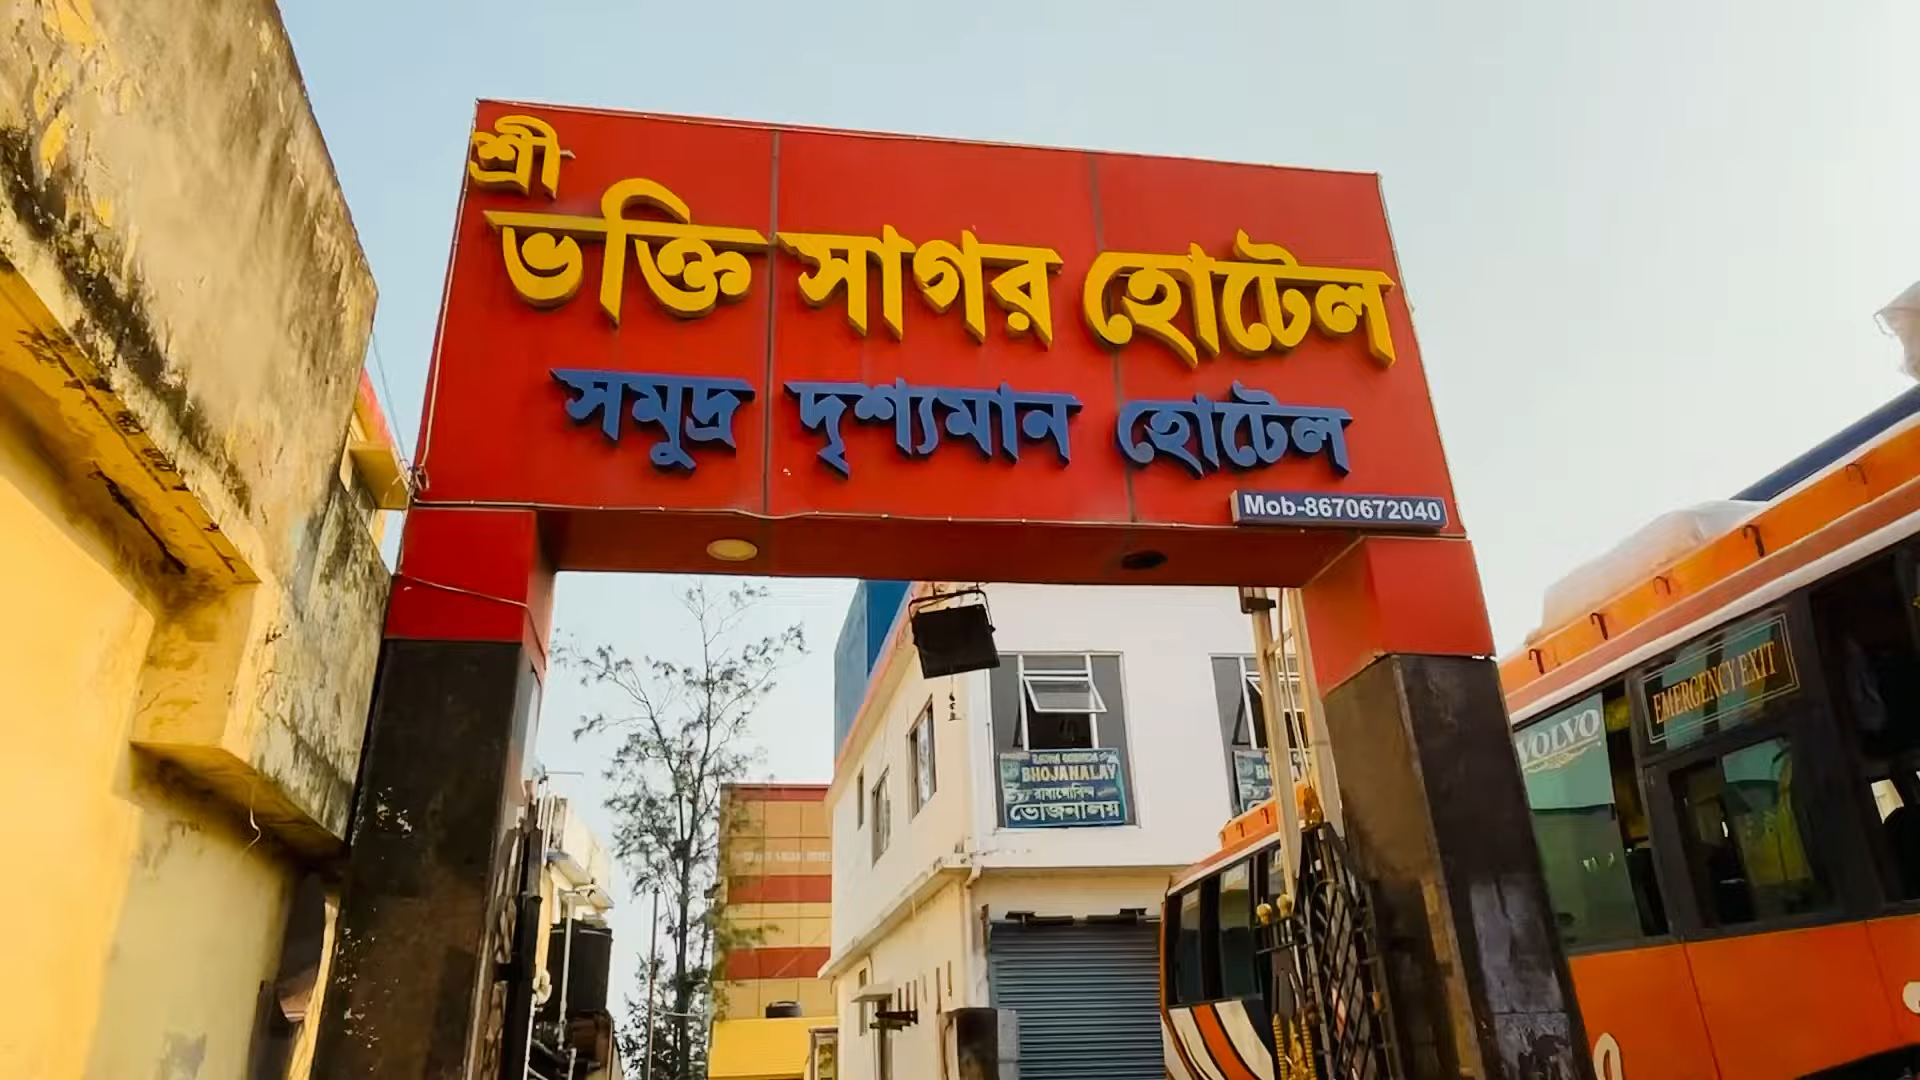 শ্রী
ভক্তি সাগর হোটেল
সমুদ্র দৃশ্যমান হোটেল
Mob-8670672040
EMERGENCY EXIT
VOLVO
BHOJANALAY
রাধাগোবিন্দ
ভোজনালয়